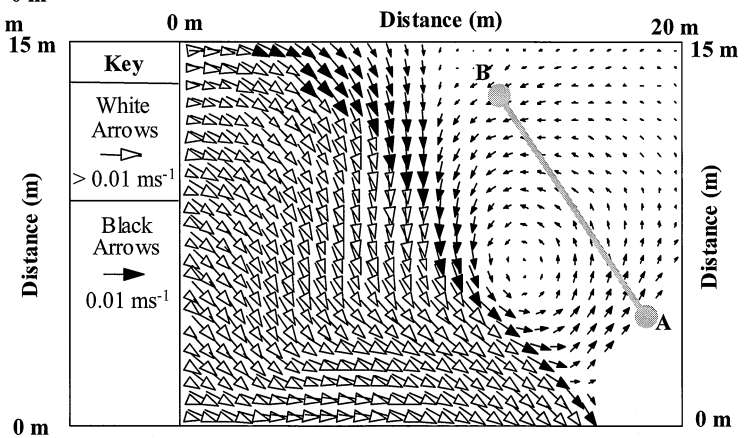 0 m
m
0 m
Distance (m)
20 m
15 m
15 m
Key
White
Arrows
> 0.01 ms-1
Black
Arrows
0.01 ms-1
Distance (m)
Distance (m)
B
A
0 m
0 m